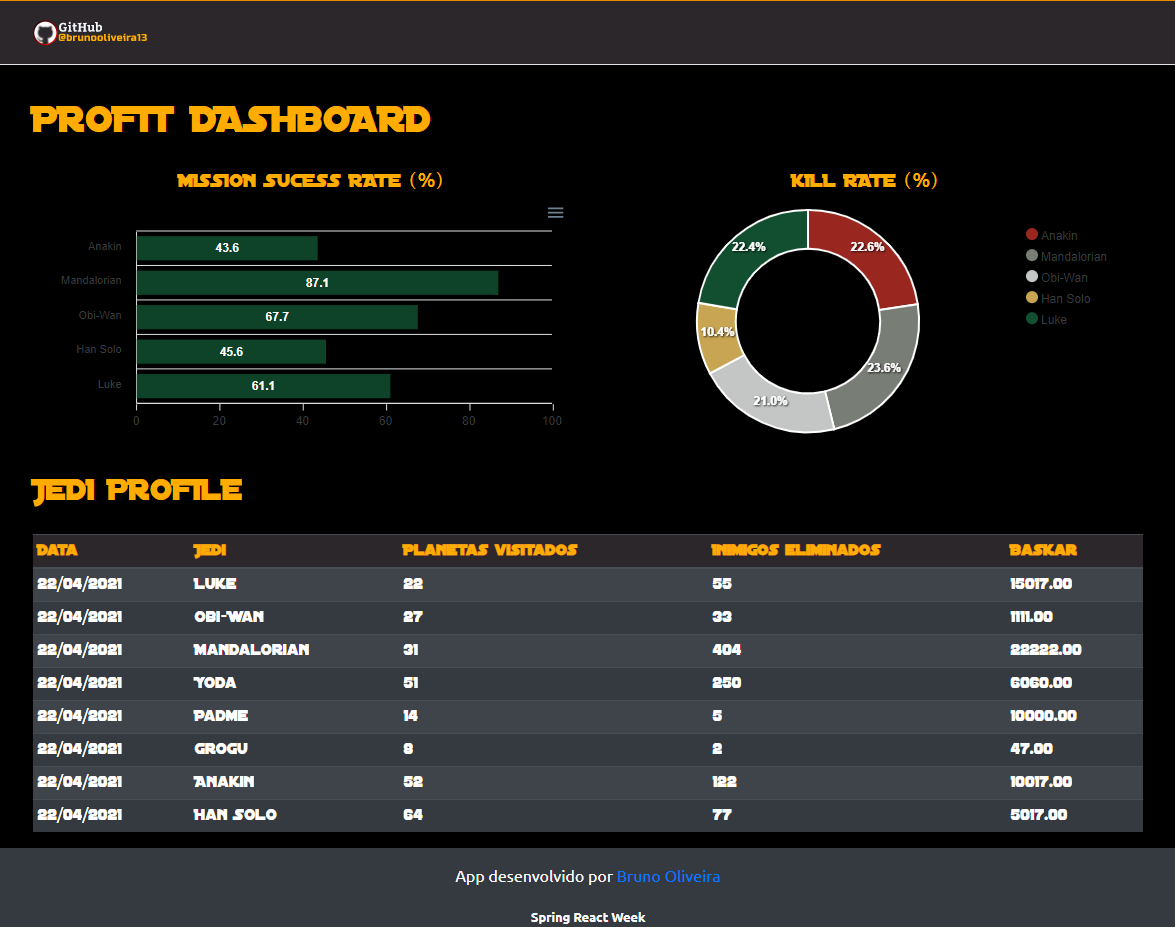 GitHub
@brunooliveira13
Profit Dashboard
Mission Sucess Rate (%)
Anakin 43.6
Mandalorian 87.1
Obi-Wan 67.7
Han Solo 45.6
Luke 61.1
0 20 40 60 80 100
Kill Rate (%)
22.4% 22.6%
10.4%
23.6%
21.0%
Anakin
Mandalorian
Obi-Wan
Han Solo
Luke
Jedi Profile
Data Jedi Planetas visitados Inimigos eliminados Baskar
22/04/2021 Luke 22 55 15017.00
22/04/2021 Obi-Wan 27 33 1111.00
22/04/2021 Mandalorian 31 404 22222.00
22/04/2021 Yoda 51 250 6060.00
22/04/2021 Padme 14 5 10000.00
22/04/2021 Grogu 8 2 47.00
22/04/2021 Anakin 52 122 10017.00
22/04/2021 Han Solo 64 77 5017.00
App desenvolvido por Bruno Oliveira
Spring React Week